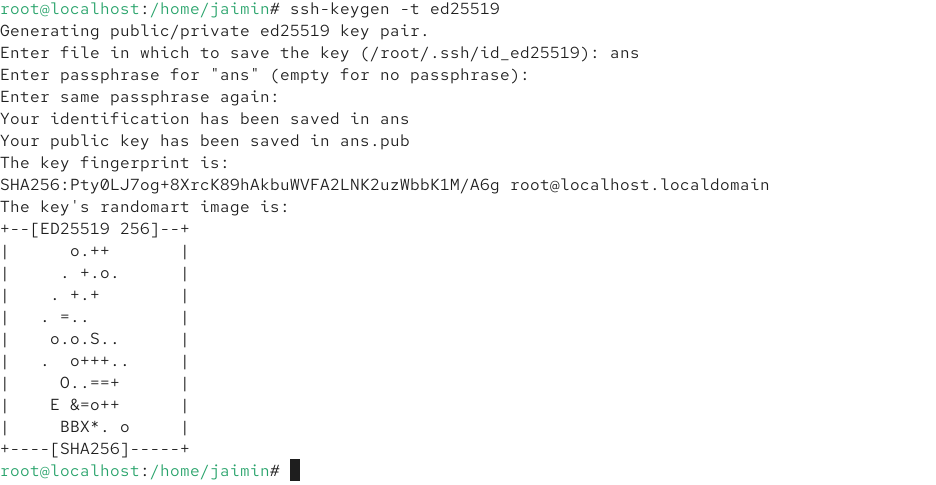 root@localhost:/home/jaimin# ssh-keygen -t ed25519
Generating public/private ed25519 key pair.
Enter file in which to save the key (/root/.ssh/id_ed25519): ans
Enter passphrase for "ans" (empty for no passphrase):
Enter same passphrase again:
Your identification has been saved in ans
Your public key has been saved in ans.pub
The key fingerprint is:
SHA256:Pty0LJ7og+8XrcK89hAkbuWVFA2LNK2uzWbbK1M/A6g root@localhost.localdomain
The key's randomart image is:
+--[ED25519 256]--+
|      o.++       |
|     . +.o.      |
|    . +.+        |
|   . =..         |
|    o.o.S..      |
|   .  o+++..     |
|     O..==+      |
|    E &=o++      |
|     BBX*. o     |
+----[SHA256]-----+
root@localhost:/home/jaimin#